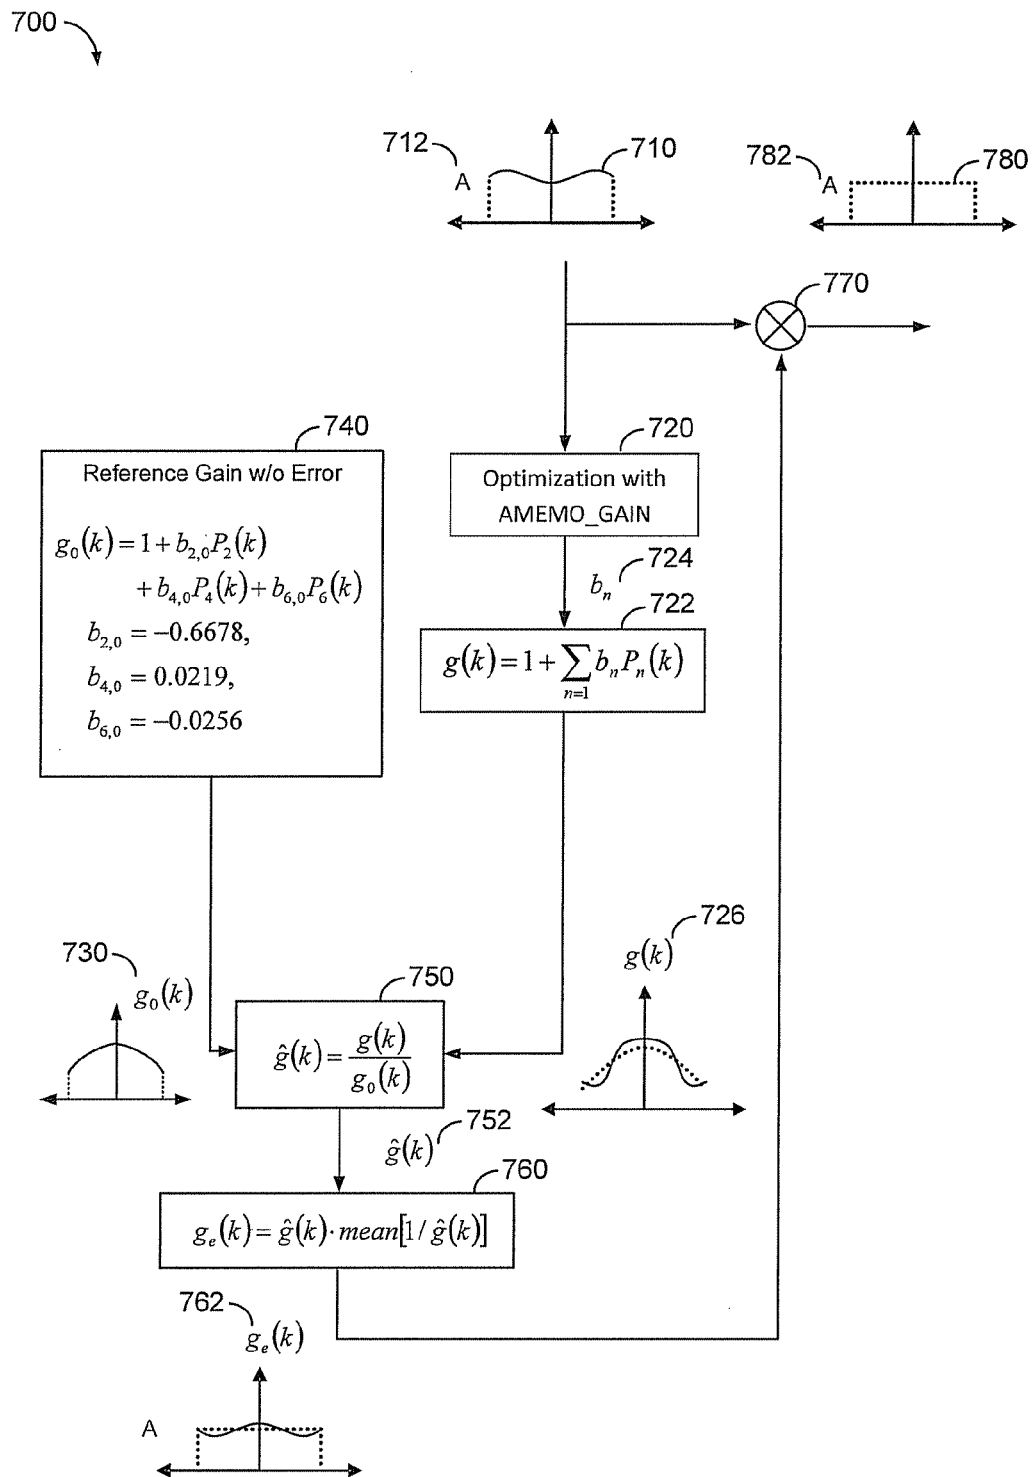 700
712
A
710
782
A
780
770
740
Reference Gain w/o Error
g₀(k) = 1 + b₂,₀P₂(k)
+ b₄,₀P₄(k) + b₆,₀P₆(k)
b₂,₀ = −0.6678,
b₄,₀ = 0.0219,
b₆,₀ = −0.0256
720
Optimization with
AMEMO_GAIN
724
bₙ
722
g(k) = 1 + ∑ bₙPₙ(k)
n=1
726
g(k)
730
g₀(k)
750
ĝ(k) = g(k)
g₀(k)
752
ĝ(k)
760
gₑ(k) = ĝ(k) · mean[1/ ĝ(k)]
762
gₑ(k)
A